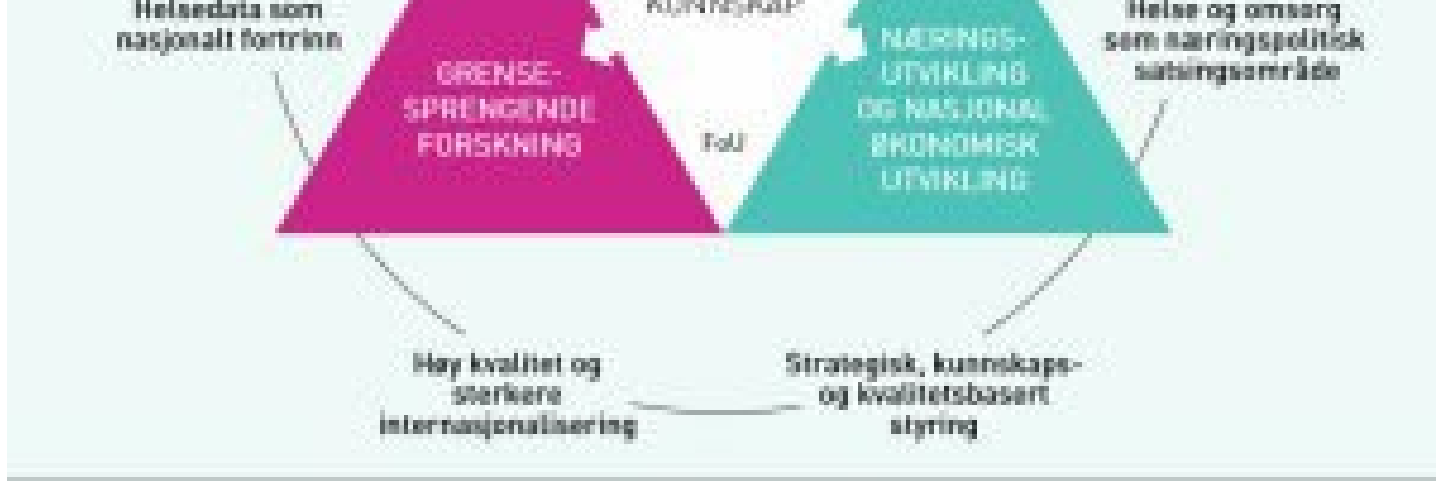 Helsedata som
nasjonalt fortrinn
KUNNSKAP
Helse og omsorg
som næringspolitisk
satsingsområde
GRENSE-
SPRENGENDE
FORSKNING
FoU
NÆRINGS-
UTVIKLING
OG NASJONAL
ØKONOMISK
UTVIKLING
Høy kvalitet og
sterkere
internasjonalisering
Strategisk, kunnskaps-
og kvalitetsbasert
styring